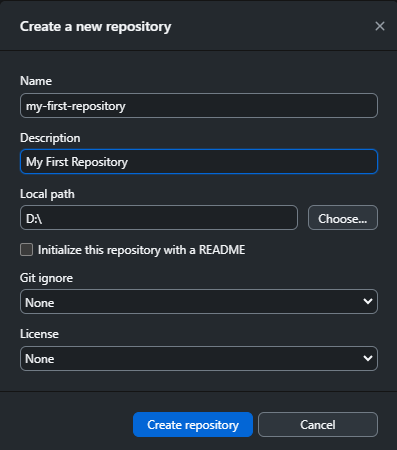 Create a new repository
Name
my-first-repository
Description
My First Repository
Local path
D:\
Choose...
Initialize this repository with a README
Git ignore
None
License
None
Create repository
Cancel